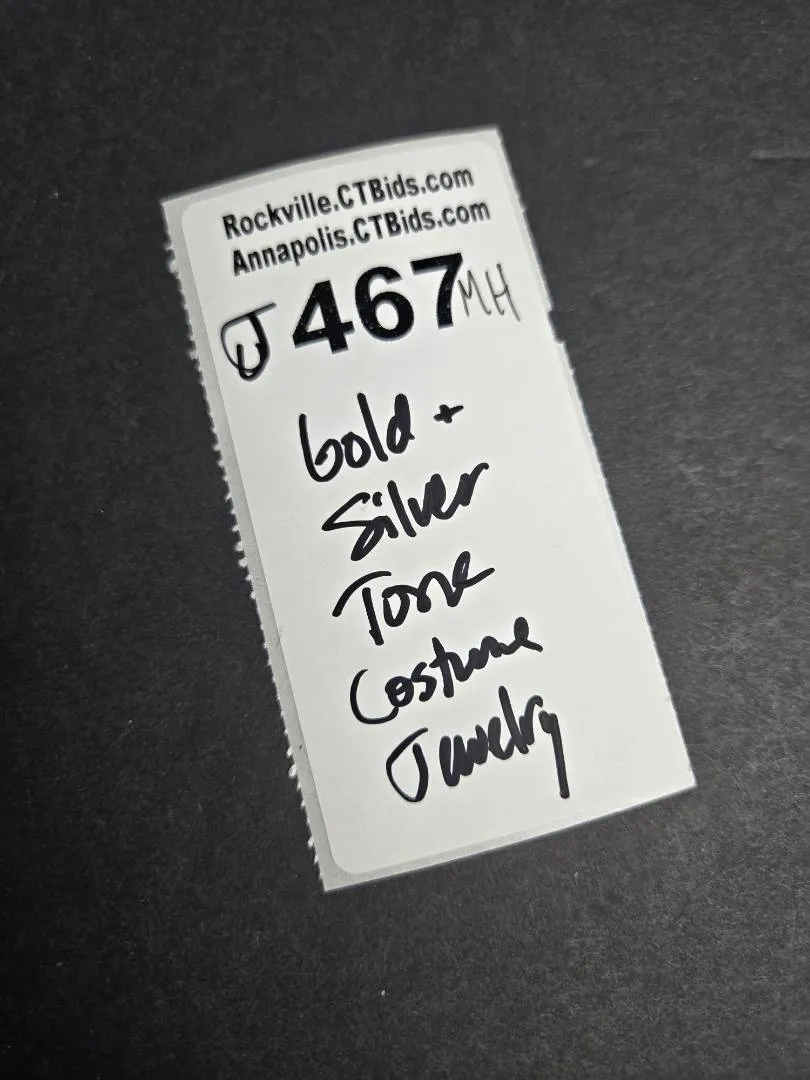 Rockville.CTBids.com
Annapolis.CTBids.com
J 467 MH
Gold +
Silver
Tone
Costume
Jewelry